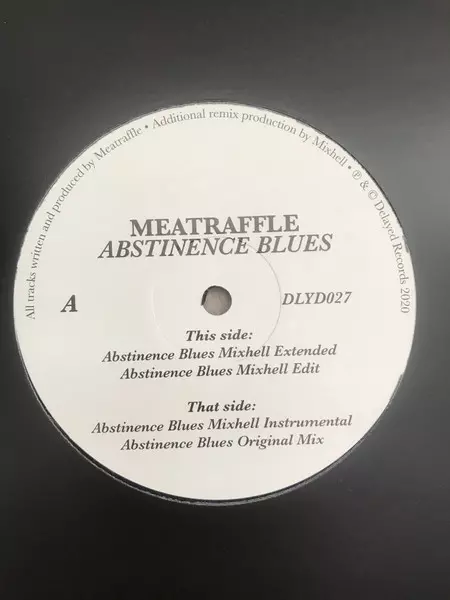 All tracks written and produced by Meatraffle • Additional remix production by Mixhell • ℗ & © Delayed Records 2020
MEATRAFFLE
ABSTINENCE BLUES
A
DLYD027
This side:
Abstinence Blues Mixhell Extended
Abstinence Blues Mixhell Edit
That side:
Abstinence Blues Mixhell Instrumental
Abstinence Blues Original Mix